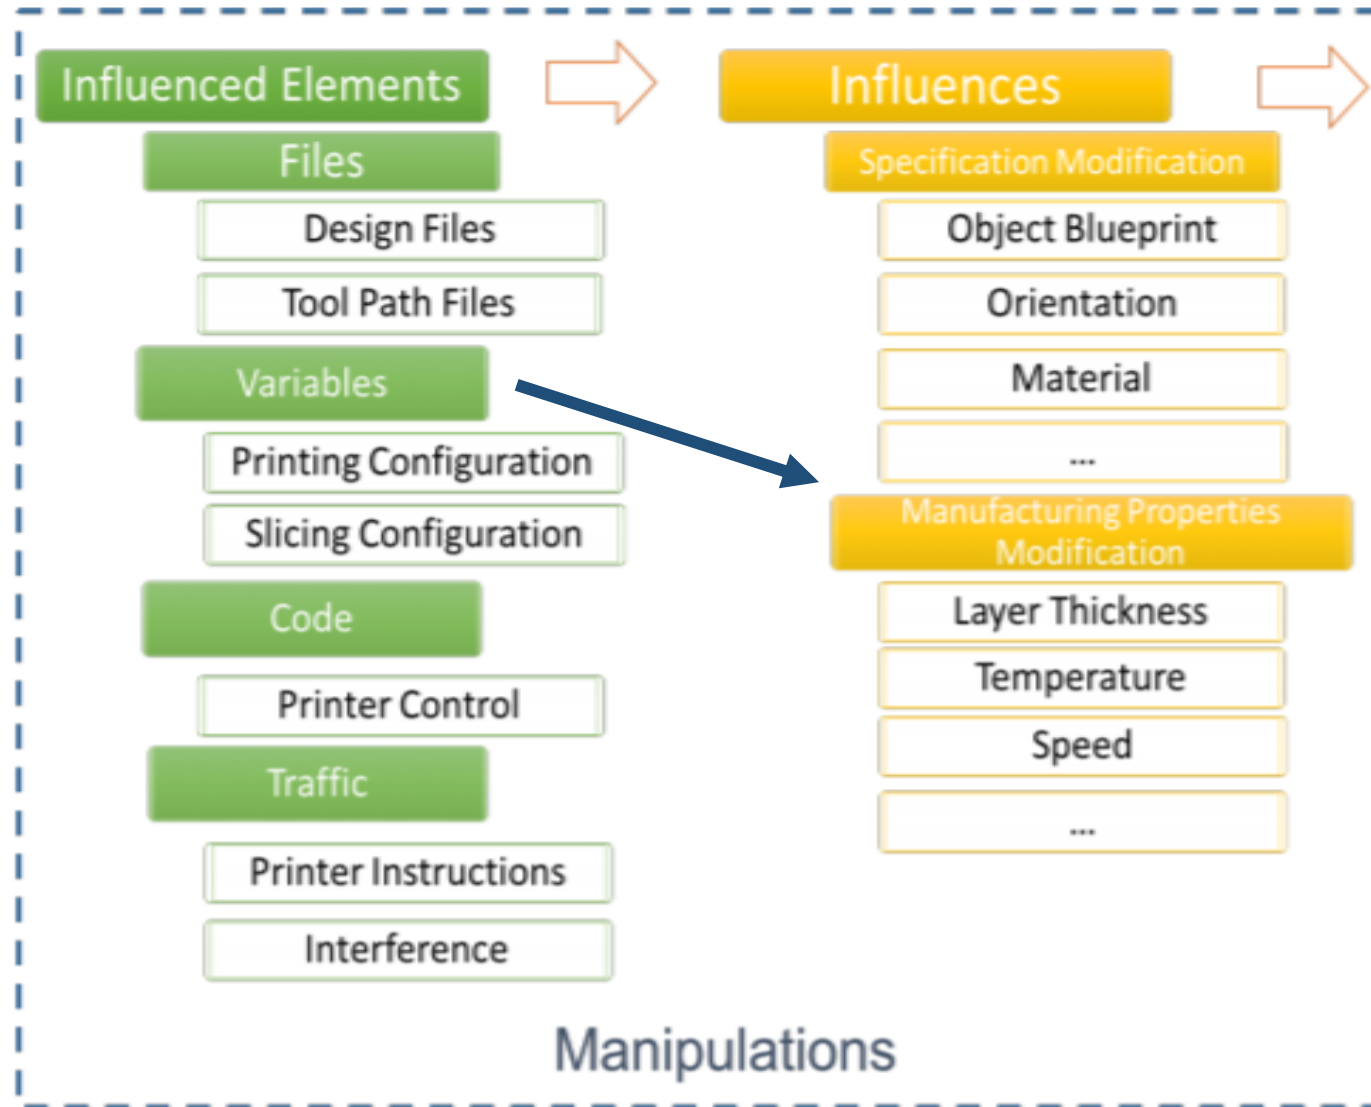 Influenced Elements
Files
Design Files
Tool Path Files
Variables
Printing Configuration
Slicing Configuration
Code
Printer Control
Traffic
Printer Instructions
Interference
Influences
Specification Modification
Object Blueprint
Orientation
Material
...
Manufacturing Properties
Modification
Layer Thickness
Temperature
Speed
...
Manipulations